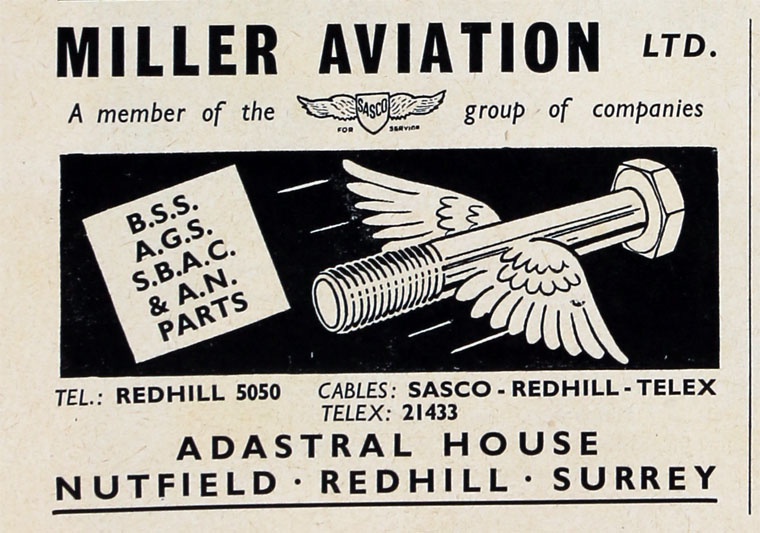 MILLER AVIATION LTD.
A member of the SASCO FOR SERVICE group of companies
B.S.S.
A.G.S.
S.B.A.C.
& A.N.
PARTS
TEL.: REDHILL 5050 CABLES: SASCO - REDHILL - TELEX
TELEX: 21433
ADASTRAL HOUSE
NUTFIELD · REDHILL · SURREY